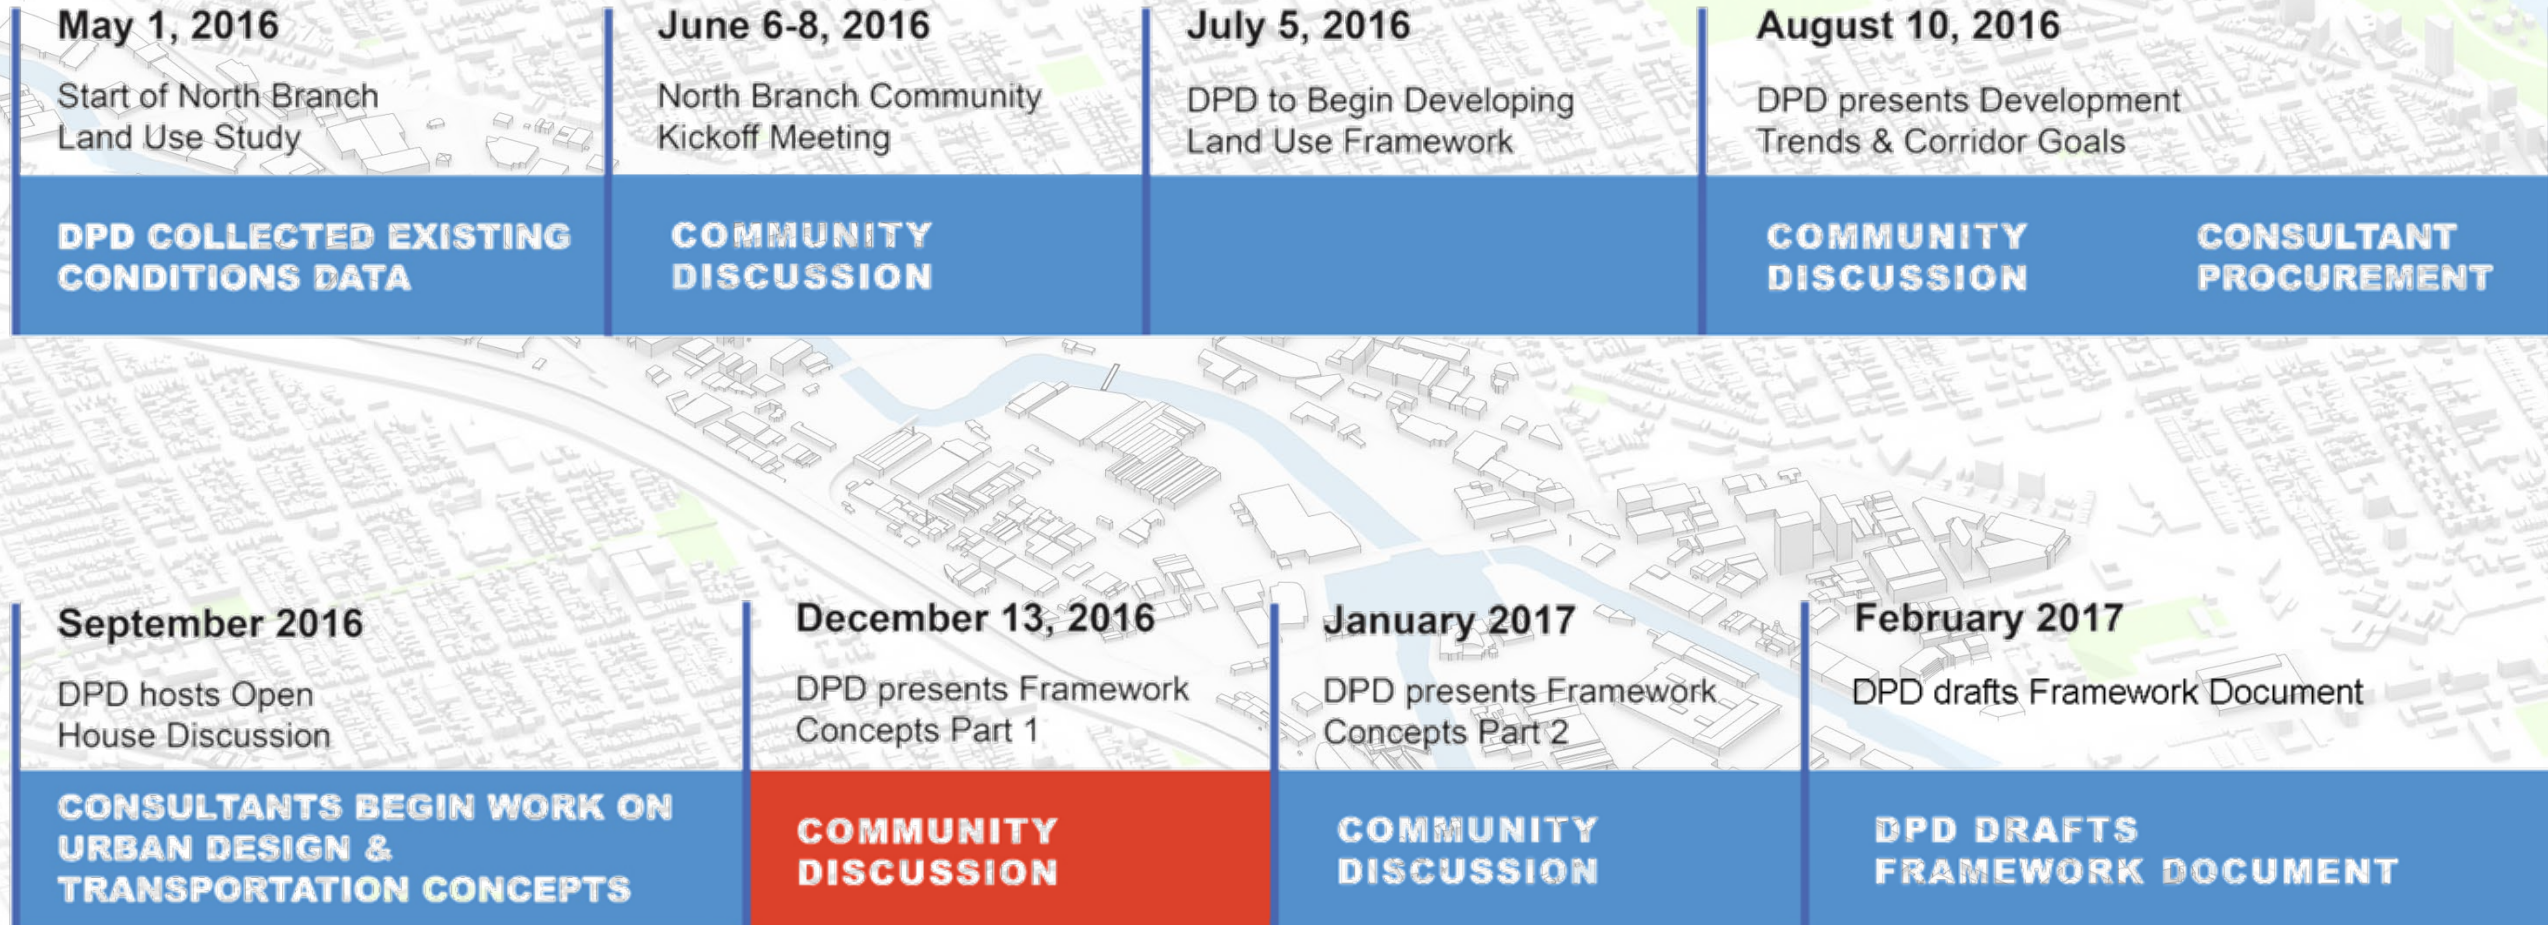 May 1, 2016
Start of North Branch
Land Use Study
DPD COLLECTED EXISTING
CONDITIONS DATA
June 6-8, 2016
North Branch Community
Kickoff Meeting
COMMUNITY
DISCUSSION
July 5, 2016
DPD to Begin Developing
Land Use Framework
August 10, 2016
DPD presents Development
Trends & Corridor Goals
COMMUNITY
DISCUSSION
CONSULTANT
PROCUREMENT
September 2016
DPD hosts Open
House Discussion
CONSULTANTS BEGIN WORK ON
URBAN DESIGN &
TRANSPORTATION CONCEPTS
December 13, 2016
DPD presents Framework
Concepts Part 1
COMMUNITY
DISCUSSION
January 2017
DPD presents Framework
Concepts Part 2
COMMUNITY
DISCUSSION
February 2017
DPD drafts Framework Document
DPD DRAFTS
FRAMEWORK DOCUMENT